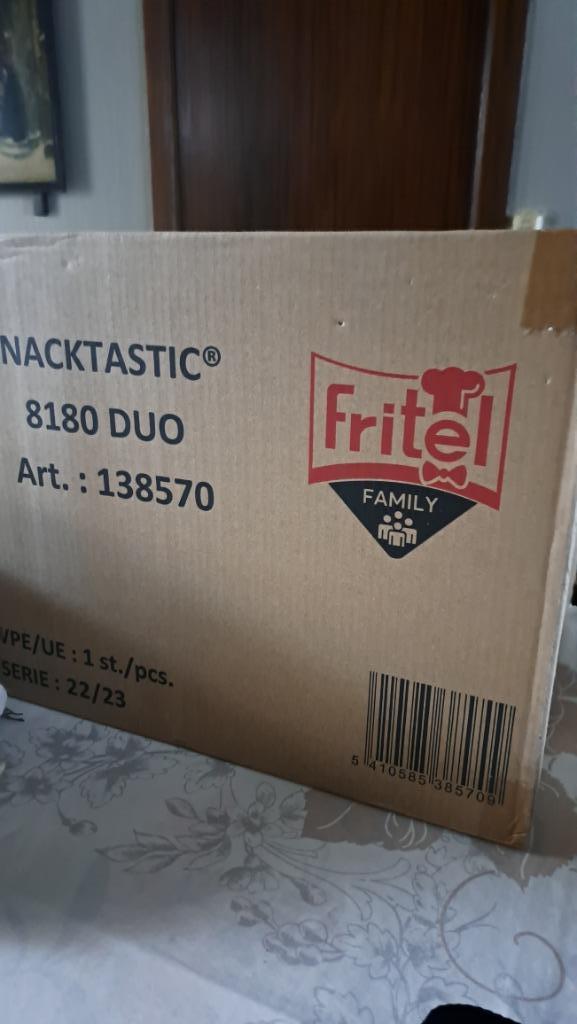 NACKTASTIC®
8180 DUO
Art. : 138570
fritel
FAMILY
VPE/UE : 1 st./pcs.
SERIE : 22/23
5 410585 385709